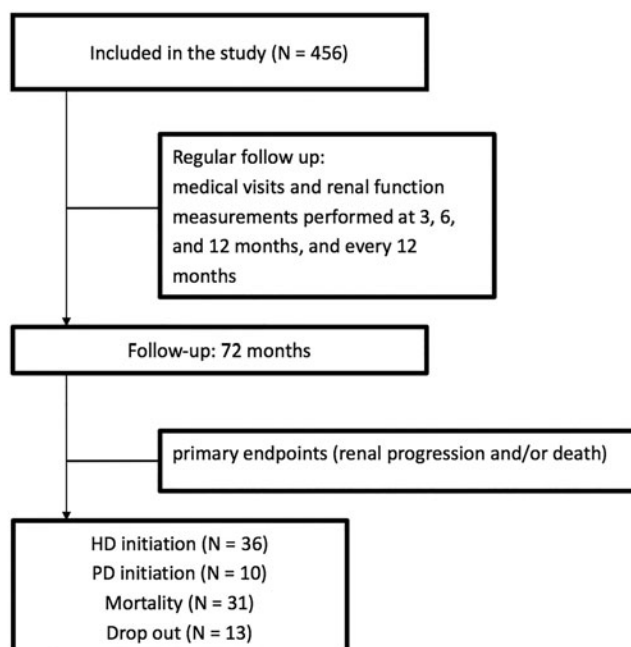 Included in the study (N = 456)
Regular follow up:
medical visits and renal function
measurements performed at 3, 6,
and 12 months, and every 12
months
Follow-up: 72 months
primary endpoints (renal progression and/or death)
HD initiation (N = 36)
PD initiation (N = 10)
Mortality (N = 31)
Drop out (N = 13)